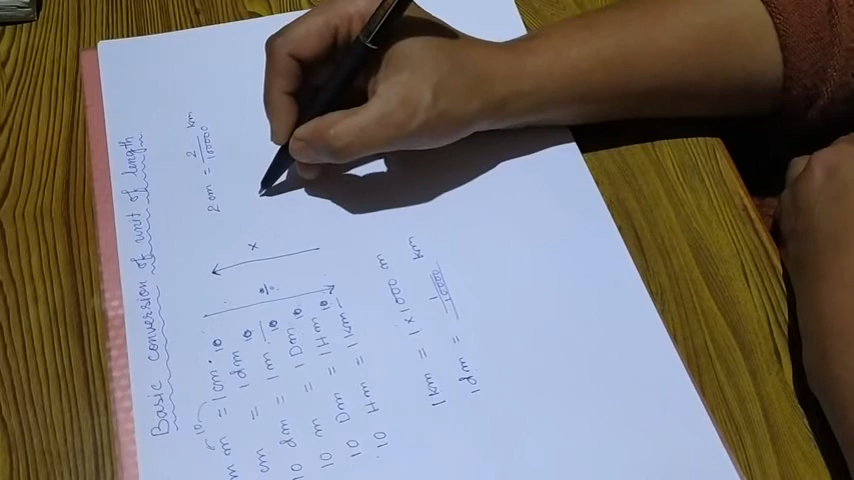 Basic conversion of unit of length
mm = 1 cm 10
10
cm = 1 dm 10
10 dm = 1 m 10
10 m = 1 Dm 10
10 Dm = 1 Hm 10
10 Hm = 1 km
÷
x
2 cm = 2/100000 km
1 km = 1 x 1000 m
1 dm = 1/10000 km